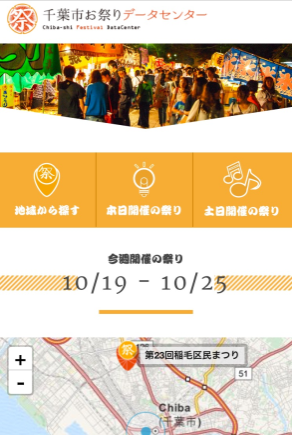 祭 千葉市お祭りデータセンター
Chiba-shi Festival DataCenter
祭
地域から探す
本日開催の祭り
土日開催の祭り
今週開催の祭り
10/19 - 10/25
+
-
祭
第23回稲毛区民まつり
51
Chiba
(千葉市)